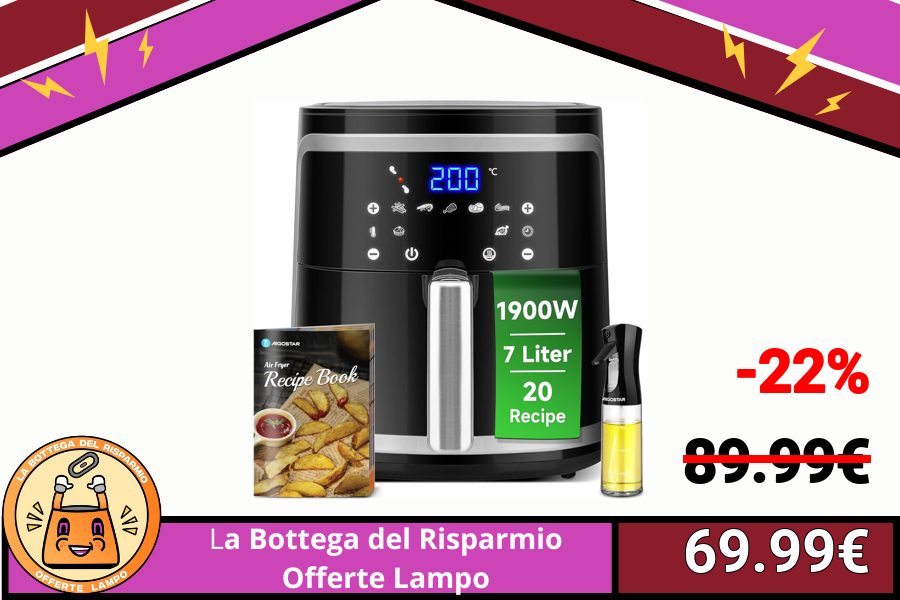 200 °C
1900W
7 Liter
20
Recipe
AIGOSTAR
Air Fryer
Recipe Book
AIGOSTAR
-22%
89.99€
LA BOTTEGA DEL RISPARMIO
OFFERTE LAMPO
La Bottega del Risparmio
Offerte Lampo
69.99€